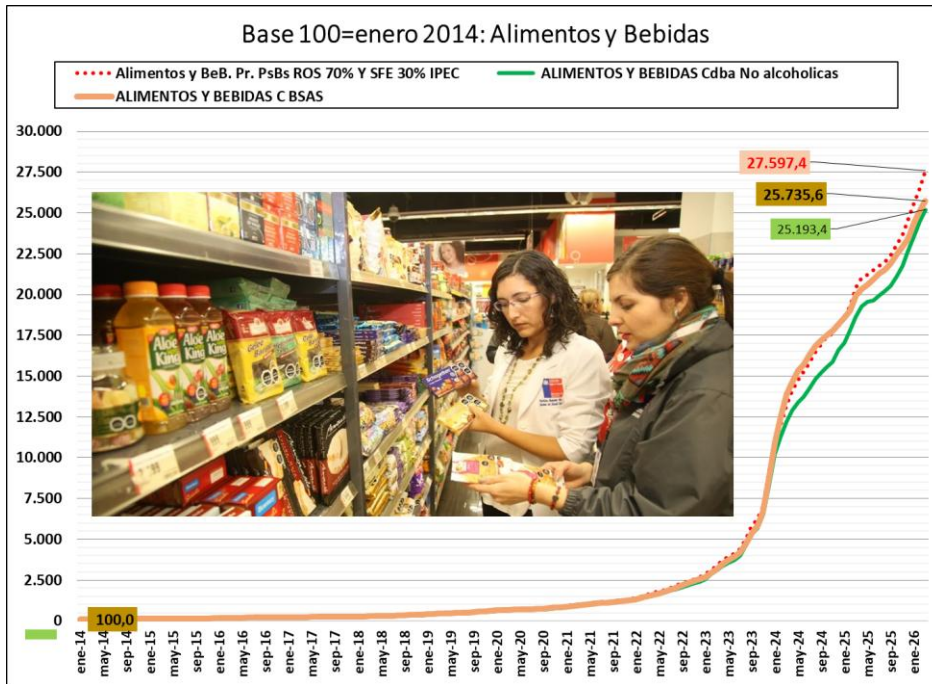 Base 100=enero 2014: Alimentos y Bebidas
Alimentos y BeB. Pr. PsBs ROS 70% Y SFE 30% IPEC
ALIMENTOS Y BEBIDAS Cdba No alcoholicas
ALIMENTOS Y BEBIDAS C BSAS
30.000
27.500
25.000
22.500
20.000
17.500
15.000
12.500
10.000
7.500
5.000
2.500
0
27.597,4
25.735,6
25.193,4
100,0
Aloe King
Aloe King
Aloe King
ene-14
may-14
sep-14
ene-15
may-15
sep-15
ene-16
may-16
sep-16
ene-17
may-17
sep-17
ene-18
may-18
sep-18
ene-19
may-19
sep-19
ene-20
may-20
sep-20
ene-21
may-21
sep-21
ene-22
may-22
sep-22
ene-23
may-23
sep-23
ene-24
may-24
sep-24
ene-25
may-25
sep-25
ene-26